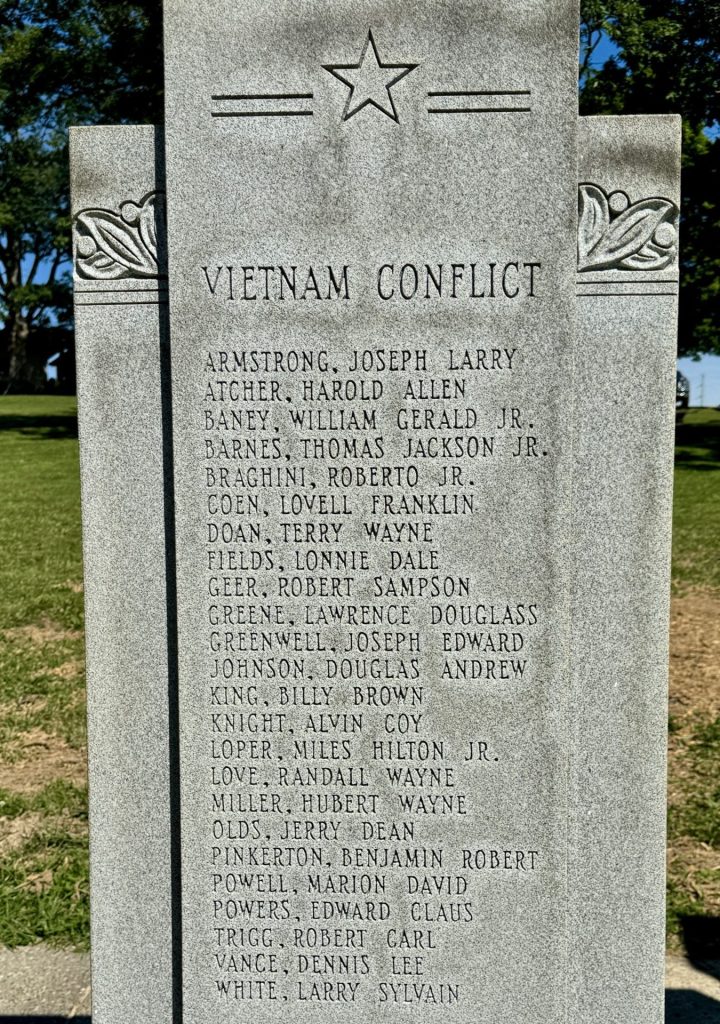 VIETNAM CONFLICT
ARMSTRONG, JOSEPH LARRY
ATCHER, HAROLD ALLEN
BANEY, WILLIAM GERALD JR.
BARNES, THOMAS JACKSON JR.
BRAGHINI, ROBERTO JR.
COEN, LOVELL FRANKLIN
DOAN, TERRY WAYNE
FIELDS, LONNIE DALE
GEER, ROBERT SAMPSON
GREENE, LAWRENCE DOUGLASS
GREENWELL, JOSEPH EDWARD
JOHNSON, DOUGLAS ANDREW
KING, BILLY BROWN
KNIGHT, ALVIN COY
LOPER, MILES HILTON JR.
LOVE, RANDALL WAYNE
MILLER, HUBERT WAYNE
OLDS, JERRY DEAN
PINKERTON, BENJAMIN ROBERT
POWELL, MARION DAVID
POWERS, EDWARD CLAUS
TRIGG, ROBERT CARL
VANCE, DENNIS LEE
WHITE, LARRY SYLVAIN